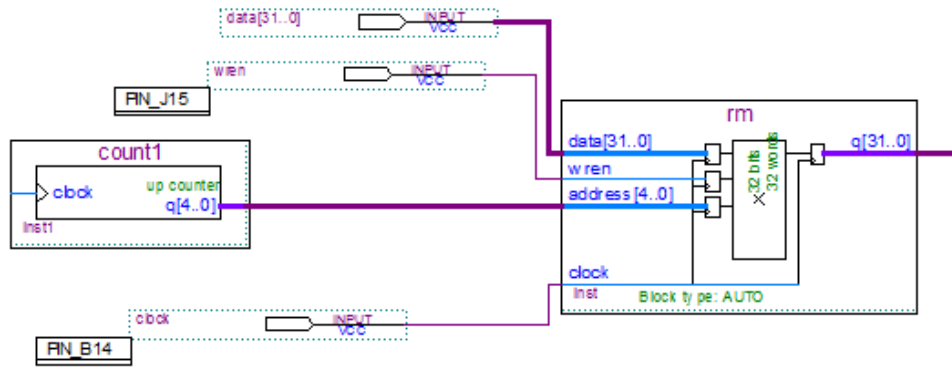 data[31..0]
INPUT
VCC
wren
INPUT
VCC
PIN_J15
rm
data[31..0]
q[31..0]
wren
address[4..0]
32 bits
32 words
clock
inst
Block type: AUTO
count1
clock
up counter
q[4..0]
inst1
clock
INPUT
VCC
PIN_B14